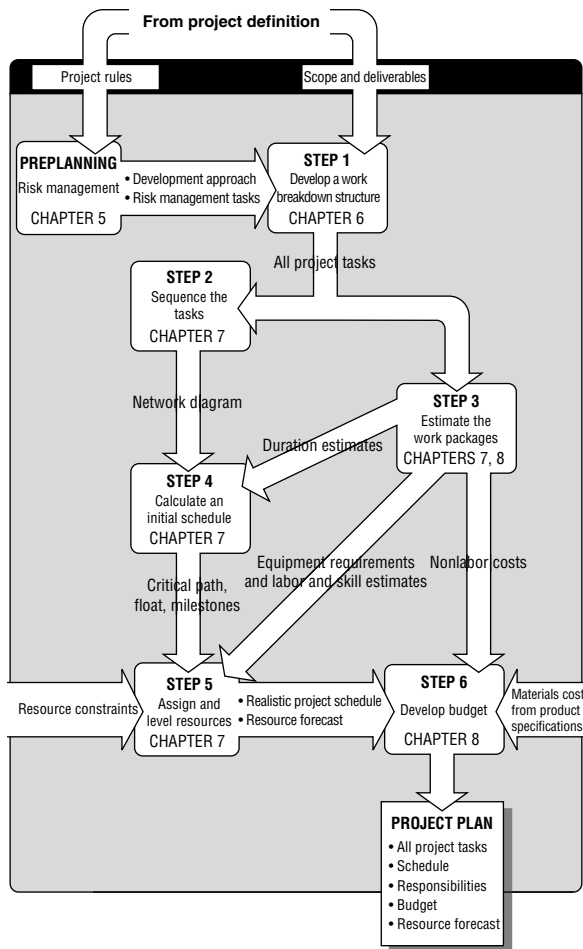 From project definition
Project rules
Scope and deliverables
PREPLANNING
Risk management
CHAPTER 5
• Development approach
• Risk management tasks
STEP 1
Develop a work
breakdown structure
CHAPTER 6
All project tasks
STEP 2
Sequence the
tasks
CHAPTER 7
Network diagram
STEP 3
Estimate the
work packages
CHAPTERS 7, 8
Duration estimates
STEP 4
Calculate an
initial schedule
CHAPTER 7
Critical path,
float, milestones
Equipment requirements
and labor and skill estimates
Nonlabor costs
Resource constraints
STEP 5
Assign and
level resources
CHAPTER 7
• Realistic project schedule
• Resource forecast
STEP 6
Develop budget
CHAPTER 8
Materials cost
from product
specifications
PROJECT PLAN
• All project tasks
• Schedule
• Responsibilities
• Budget
• Resource forecast